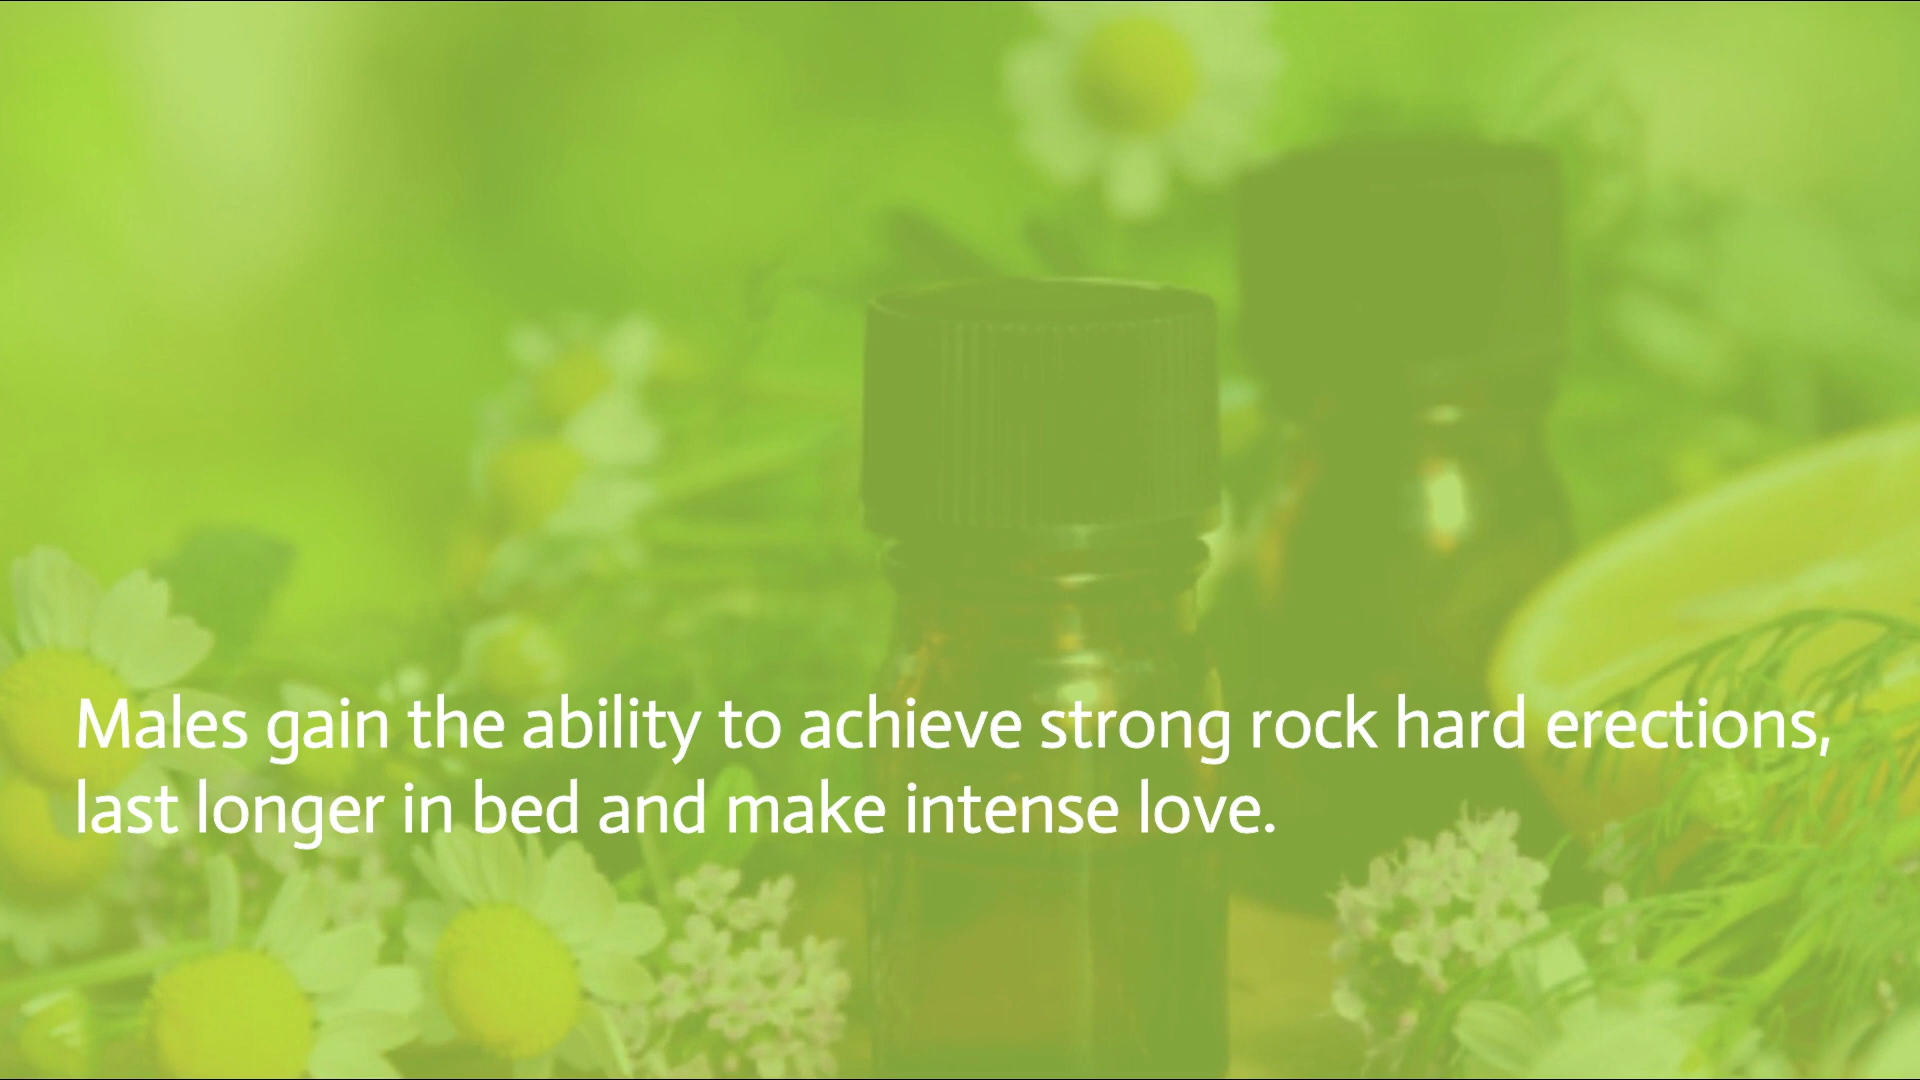 Males gain the ability to achieve strong rock hard erections,
last longer in bed and make intense love.